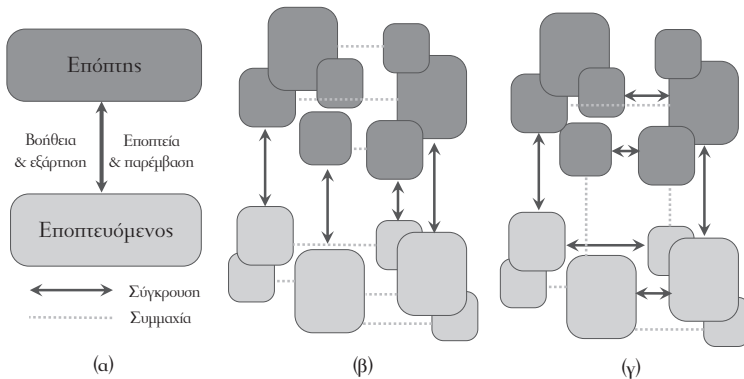 Επόπτης
Βοήθεια
& εξάρτηση
Εποπτεία
& παρέμβαση
Εποπτευόμενος
Σύγκρουση
Συμμαχία
(α)
(β)
(γ)